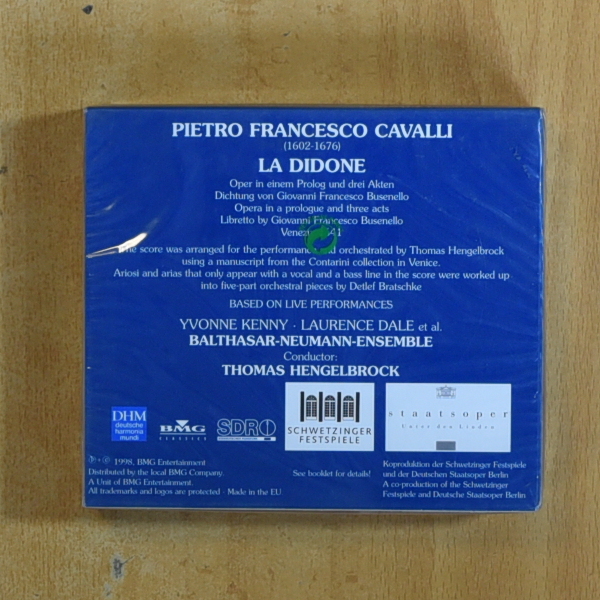 PIETRO FRANCESCO CAVALLI
(1602-1676)
LA DIDONE
Oper in einem Prolog und drei Akten
Dichtung von Giovanni Francesco Busenello
Opera in a prologue and three acts
Libretto by Giovanni Francesco Busenello
score was arranged for the performance and orchestrated by Thomas Hengelbrock
using a manuscript from the Contarini collection in Venice.
Ariosi and arias that only appear with a vocal and a bass line in the score were worked up
into five-part orchestral pieces by Detlef Bratschke
BASED ON LIVE PERFORMANCES
YVONNE KENNY · LAURENCE DALE et al.
BALTHASAR-NEUMANN-ENSEMBLE
Conductor:
THOMAS HENGELBROCK
DHM
deutsche
harmonia
mundi
BMG
CLASSICS
SDR
SCHWETZINGER
FESTSPIELE
staatsoper
Unter den Linden
℗ + © 1998, BMG Entertainment
Distributed by the local BMG Company.
A Unit of BMG Entertainment.
All trademarks and logos are protected · Made in the EU
See booklet for details!
Koproduktion der Schwetzinger Festspiele
und der Deutschen Staatsoper Berlin
A co-production of the Schwetzinger
Festspiele and Deutsche Staatsoper Berlin